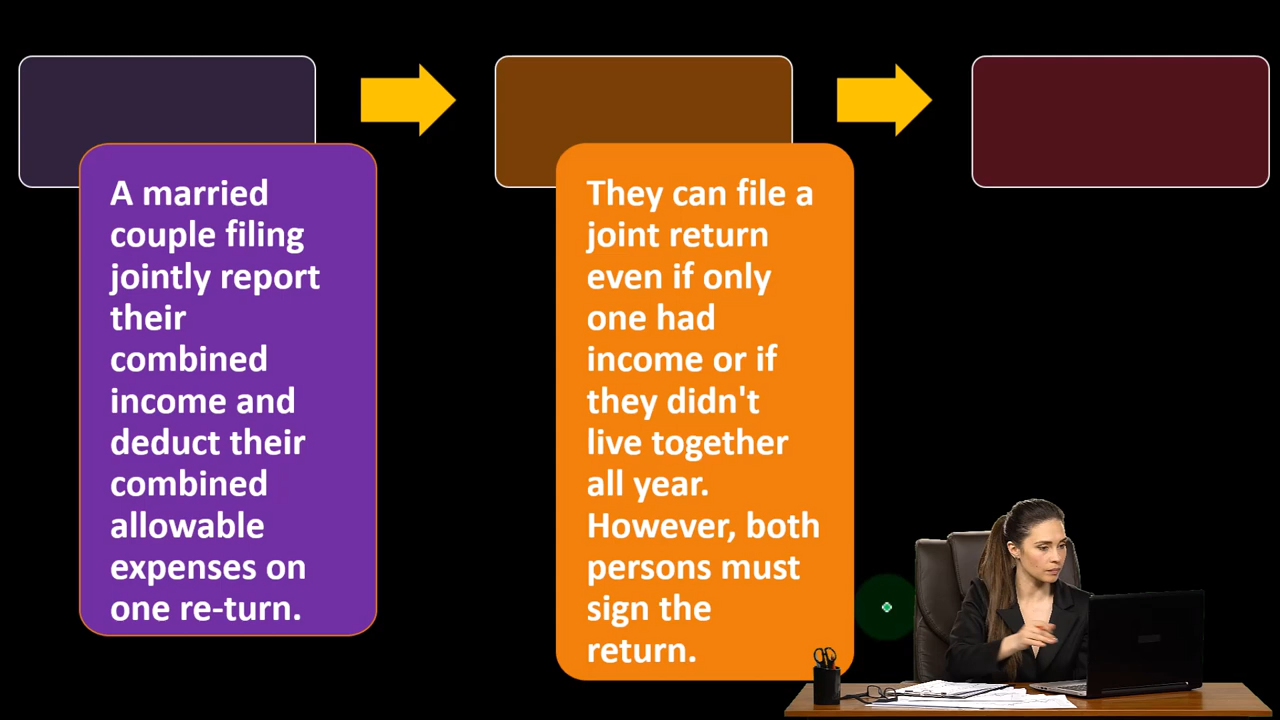 A married
couple filing
jointly report
their
combined
income and
deduct their
combined
allowable
expenses on
one re-turn.
They can file a
joint return
even if only
one had
income or if
they didn't
live together
all year.
However, both
persons must
sign the
return.